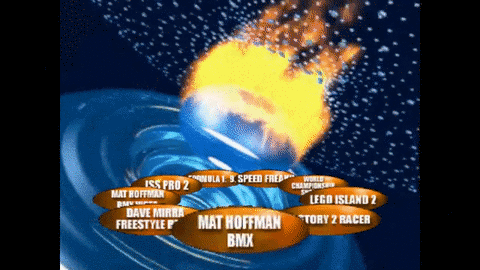 FORMULA 1. 9. SPEED FREAKS
ISS PRO 2
WORLD
CHAMPIONSHIP
MAT HOFFMAN
LEGO ISLAND 2
DAVE MIRRA
FREESTYLE
TORY 2 RACER
MAT HOFFMAN
BMX